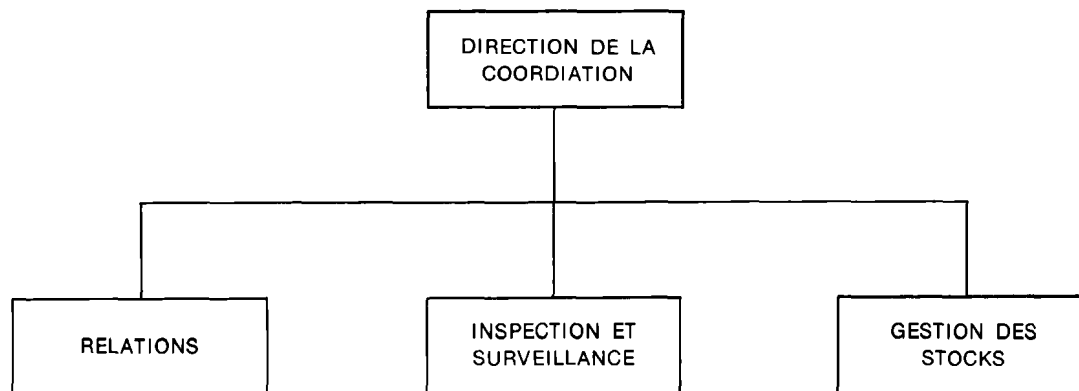 DIRECTION DE LA
COORDIATION
RELATIONS
INSPECTION ET
SURVEILLANCE
GESTION DES
STOCKS